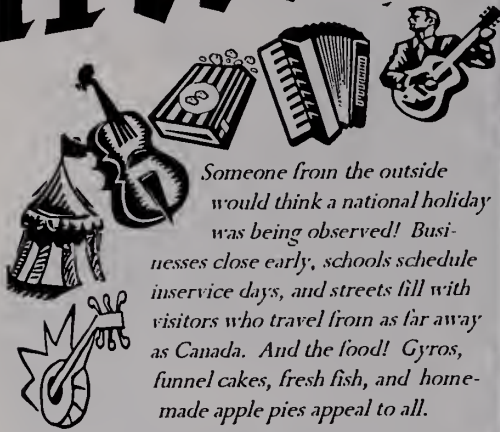 Someone from the outside
would think a national holiday
was being observed! Busi-
nesses close early, schools schedule
inservice days, and streets fill with
visitors who travel from as far away
as Canada. And the food! Gyros,
funnel cakes, fresh fish, and home-
made apple pies appeal to all.